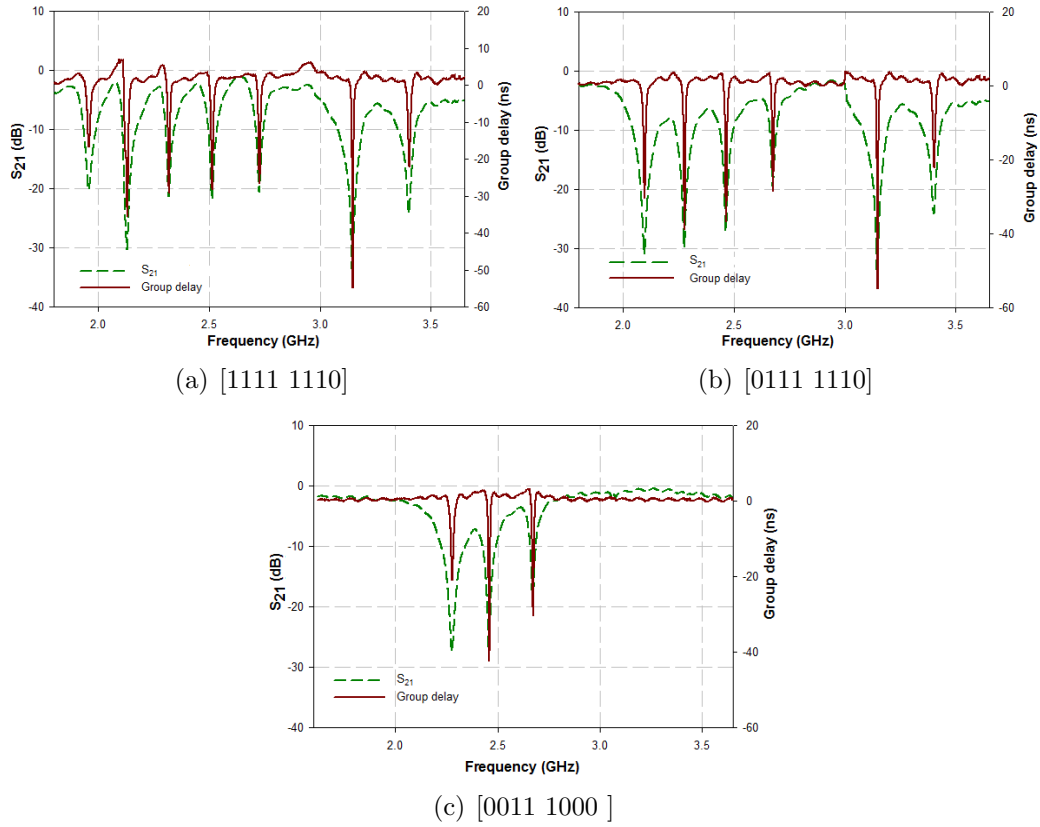 10
0
-10
-20
-30
-40
S21 (dB)
20
10
0
-10
-20
-30
-40
-50
-60
Group delay (ns)
S21
Group delay
2.0 2.5 3.0 3.5
Frequency (GHz)
(a) [1111 1110]
10
0
-10
-20
-30
-40
S21 (dB)
20
0
-20
-40
-60
Group delay (ns)
S21
Group delay
2.0 2.5 3.0 3.5
Frequency (GHz)
(b) [0111 1110]
10
0
-10
-20
-30
-40
S21 (dB)
20
0
-20
-40
-60
Group delay (ns)
S21
Group delay
2.0 2.5 3.0 3.5
Frequency (GHz)
(c) [0011 1000 ]